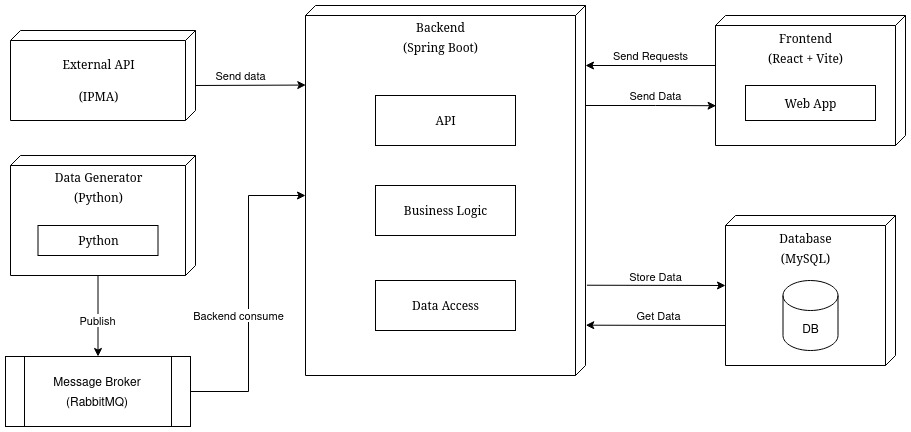 External API
(IPMA)
Send data
Data Generator
(Python)
Python
Publish
Message Broker
(RabbitMQ)
Backend consume
Backend
(Spring Boot)
API
Business Logic
Data Access
Send Requests
Send Data
Frontend
(React + Vite)
Web App
Store Data
Get Data
Database
(MySQL)
DB